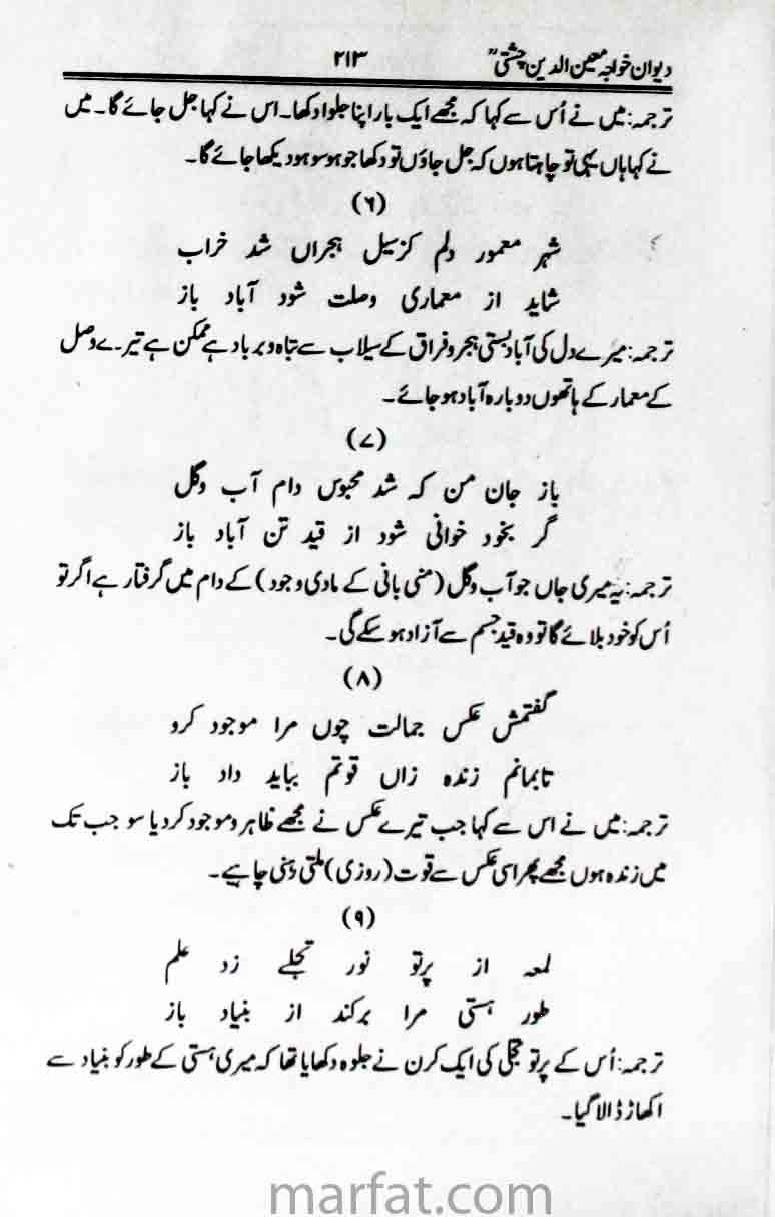 دیوان خواجہ معین الدین چشتیؒ ۲۱۳
ترجمہ: میں نے اُس سے کہا کہ مجھے ایک بار اپنا جلوا دکھا۔ اس نے کہا جل جائے گا۔ میں
نے کہا ہاں یہی تو چاہتا ہوں کہ جل جاؤں تو دکھا جو ہو سو ہو دیکھا جائے گا۔
(۶)
شہر معمور دلم کز سیل ہجراں شد خراب
شاید از معماری وصلت شود آباد باز
ترجمہ: میرے دل کی آباد بستی ہجر و فراق کے سیلاب سے تباہ و برباد ہے ممکن ہے تیرے وصل
کے معمار کے ہاتھوں دوبارہ آباد ہو جائے۔
(۷)
باز جان من کہ شد محبوس دام آب وگل
گر بخود خوانی شود از قید تن آباد باز
ترجمہ: یہ میری جاں جو آب وگل (مٹی پانی کے مادی وجود) کے دام میں گرفتار ہے اگر تو
اُس کو خود بلائے گا تو وہ قید جسم سے آزاد ہو سکے گی۔
(۸)
گفتمش عکس جمالت چوں مرا موجود کرو
تابمانم زندہ زاں قوتم بباید داد باز
ترجمہ: میں نے اس سے کہا جب تیرے عکس نے مجھے ظاہر و موجود کر دیا سو جب تک
میں زندہ ہوں مجھے پھر اسی عکس سے قوت (روزی) ملتی رہنی چاہیے۔
(۹)
لمعہ از پرتو نور تجلے زد علم
طور ہستی مرا برکند از بنیاد باز
ترجمہ: اُس کے پرتو تجلی کی ایک کرن نے جلوہ دکھایا تھا کہ میری ہستی کے طور کو بنیاد سے
اکھاڑ ڈالا گیا۔
marfat.com